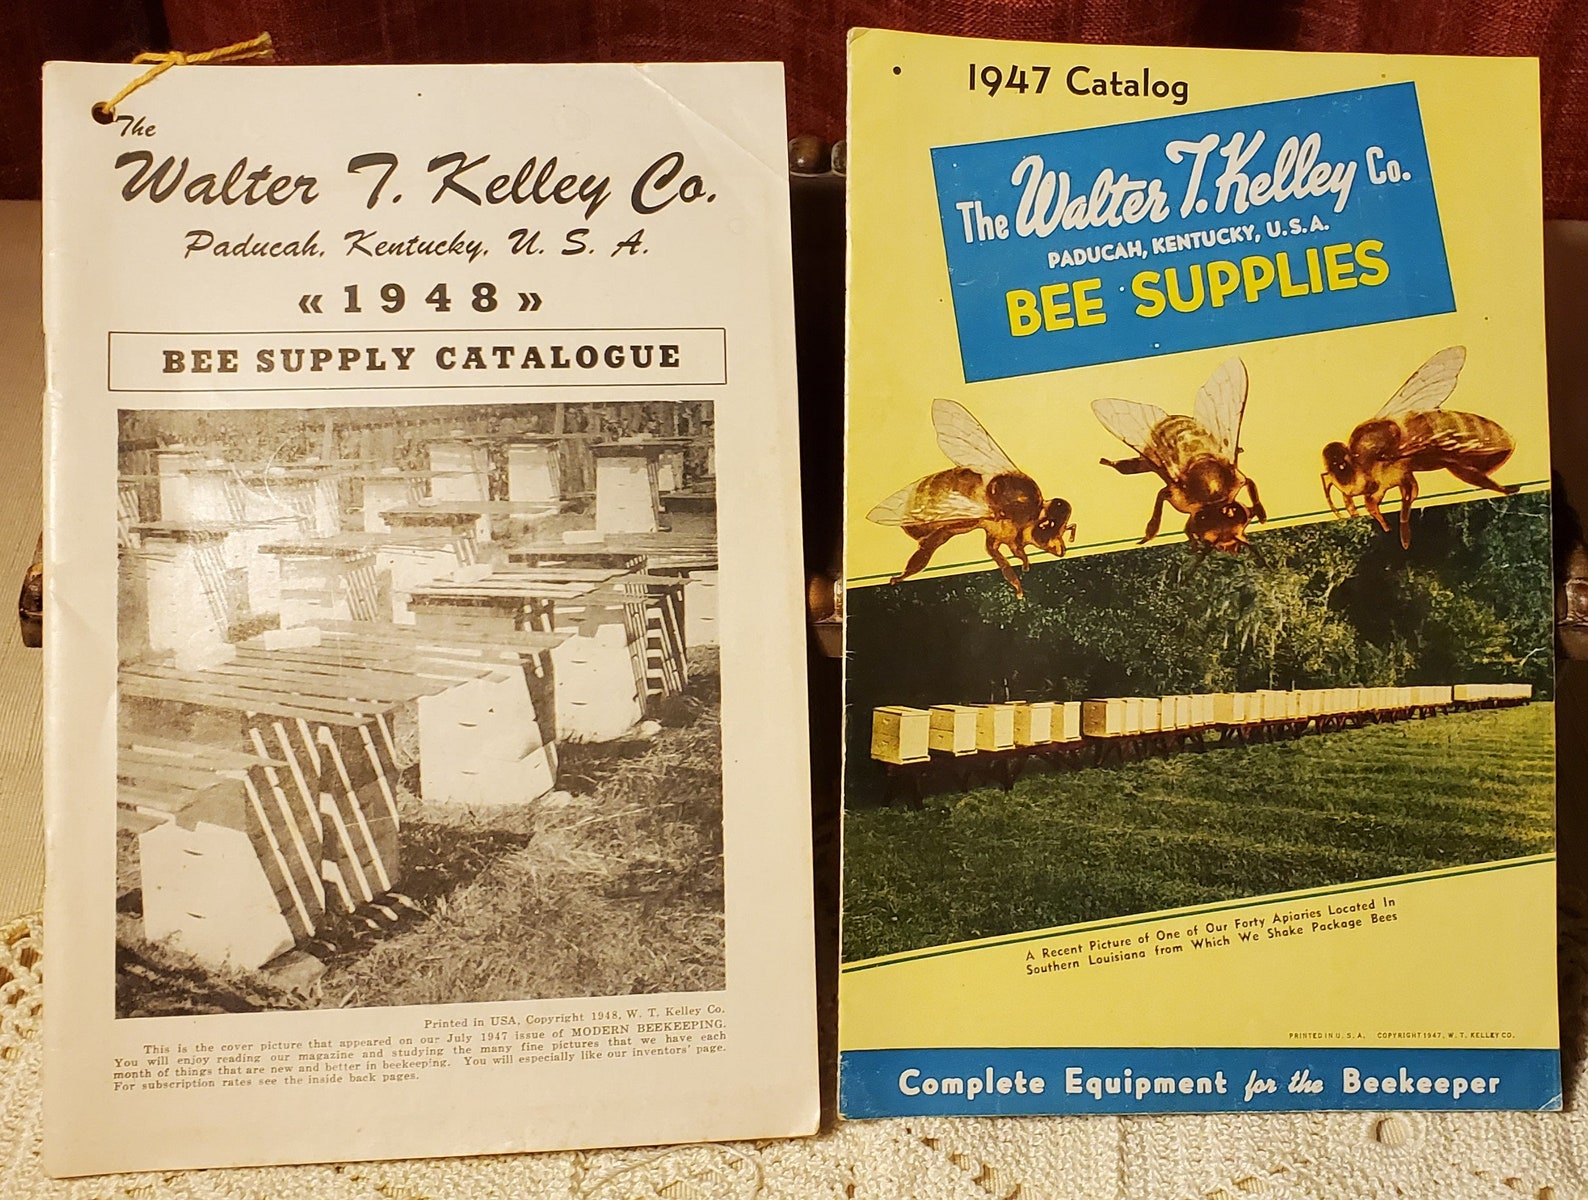 The
Walter T. Kelley Co.
Paducah, Kentucky, U. S. A.
« 1948 »
BEE SUPPLY CATALOGUE
Printed in USA, Copyright 1948, W. T. Kelley Co.
This is the cover picture that appeared on our July 1947 issue of MODERN BEEKEEPING.
You will enjoy reading our magazine and studying the many fine pictures that we have each
month of things that are new and better in beekeeping. You will especially like our inventors' page.
For subscription rates see the inside back pages.
1947 Catalog
The Walter T. Kelley Co.
PADUCAH, KENTUCKY, U.S.A.
BEE SUPPLIES
A Recent Picture of One of Our Forty Apiaries Located In
Southern Louisiana from Which We Shake Package Bees
PRINTED IN U. S. A. COPYRIGHT 1947, W. T. KELLEY CO.
Complete Equipment for the Beekeeper